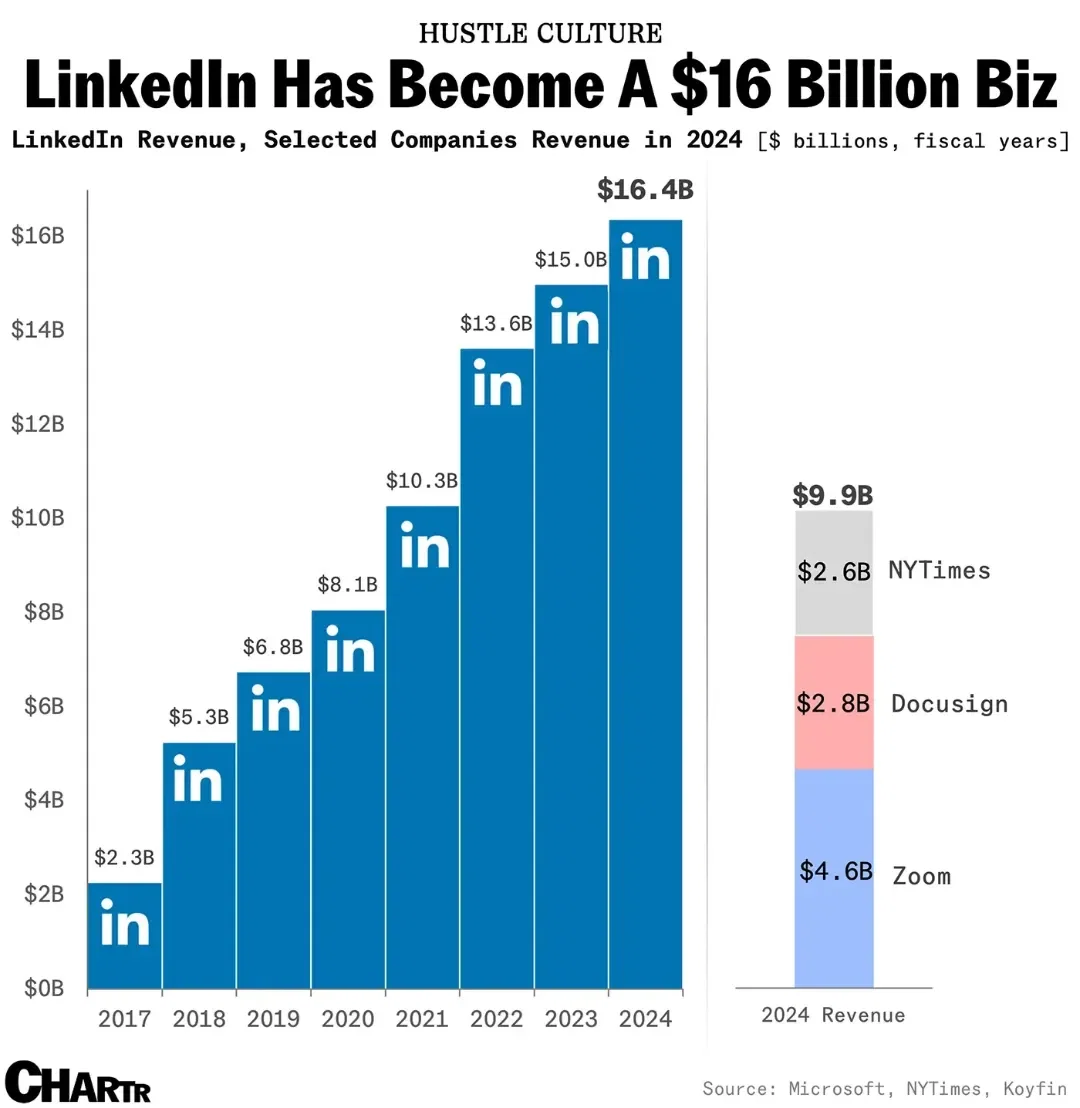 HUSTLE CULTURE
LinkedIn Has Become A $16 Billion Biz
LinkedIn Revenue, Selected Companies Revenue in 2024 [$ billions, fiscal years]
$16B
$14B
$12B
$10B
$8B
$6B
$4B
$2B
$0B
$2.3B
$5.3B
$6.8B
$8.1B
$10.3B
$13.6B
$15.0B
$16.4B
in
in
in
in
in
in
in
in
2017 2018 2019 2020 2021 2022 2023 2024
$9.9B
$2.6B NYTimes
$2.8B Docusign
$4.6B Zoom
2024 Revenue
CHARTR
Source: Microsoft, NYTimes, Koyfin